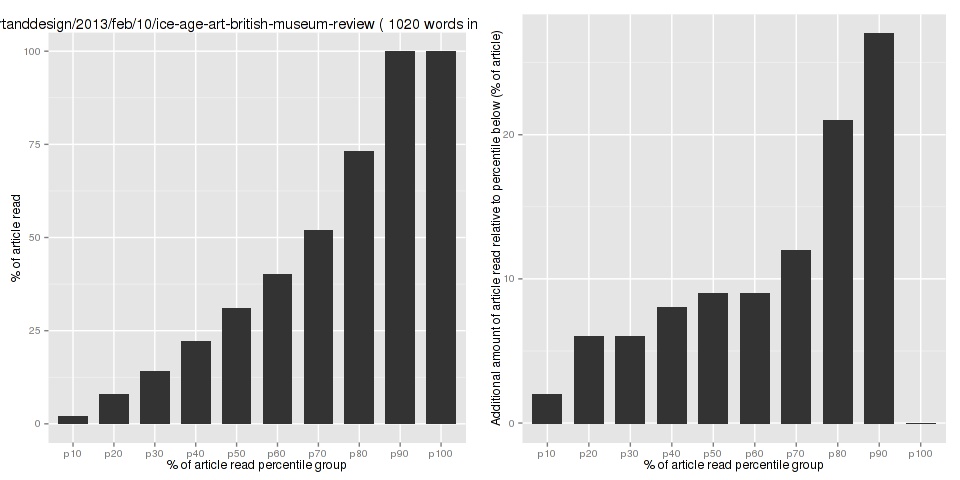 rtanddesign/2013/feb/10/ice-age-art-british-museum-review ( 1020 words in
100
75
50
25
0
% of article read
p10 p20 p30 p40 p50 p60 p70 p80 p90 p100
% of article read percentile group
Additional amount of article read relative to percentile below (% of article)
20
10
0
p10 p20 p30 p40 p50 p60 p70 p80 p90 p100
% of article read percentile group